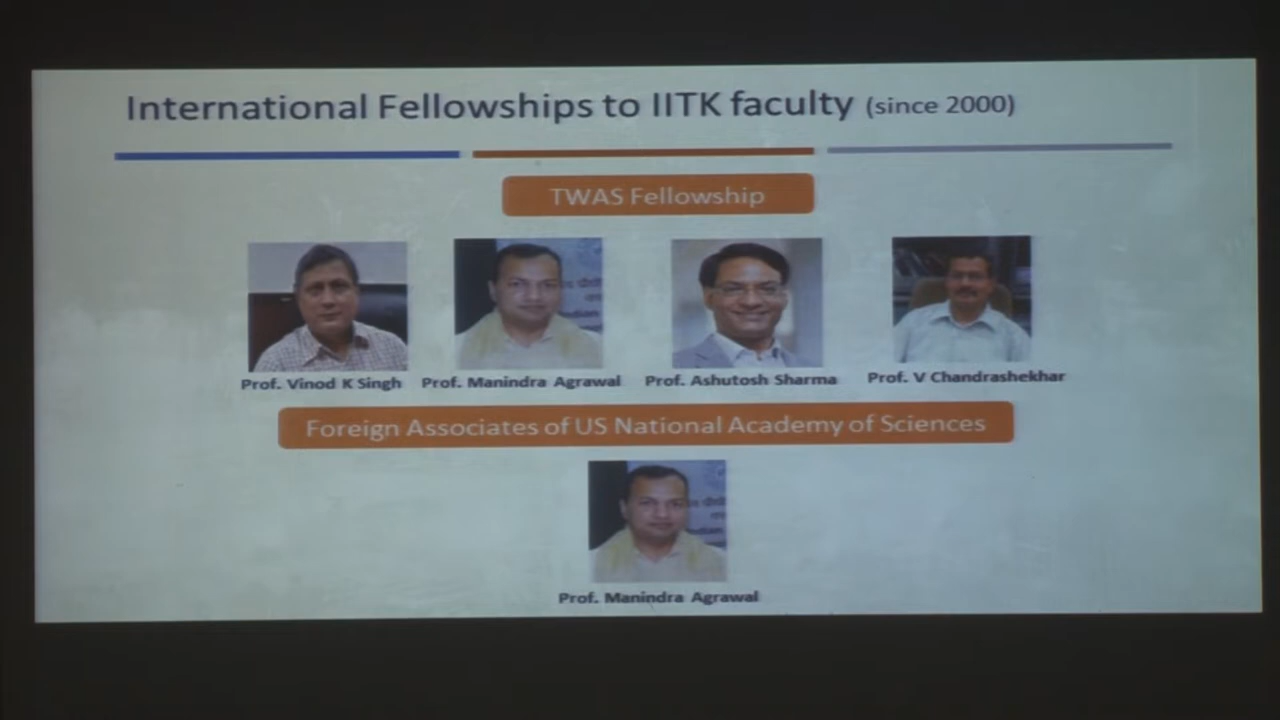 International Fellowships to IITK faculty (since 2000)
TWAS Fellowship
Prof. Vinod K Singh
Prof. Manindra Agrawal
Prof. Ashutosh Sharma
Prof. V Chandrashekhar
Foreign Associates of US National Academy of Sciences
Prof. Manindra Agrawal